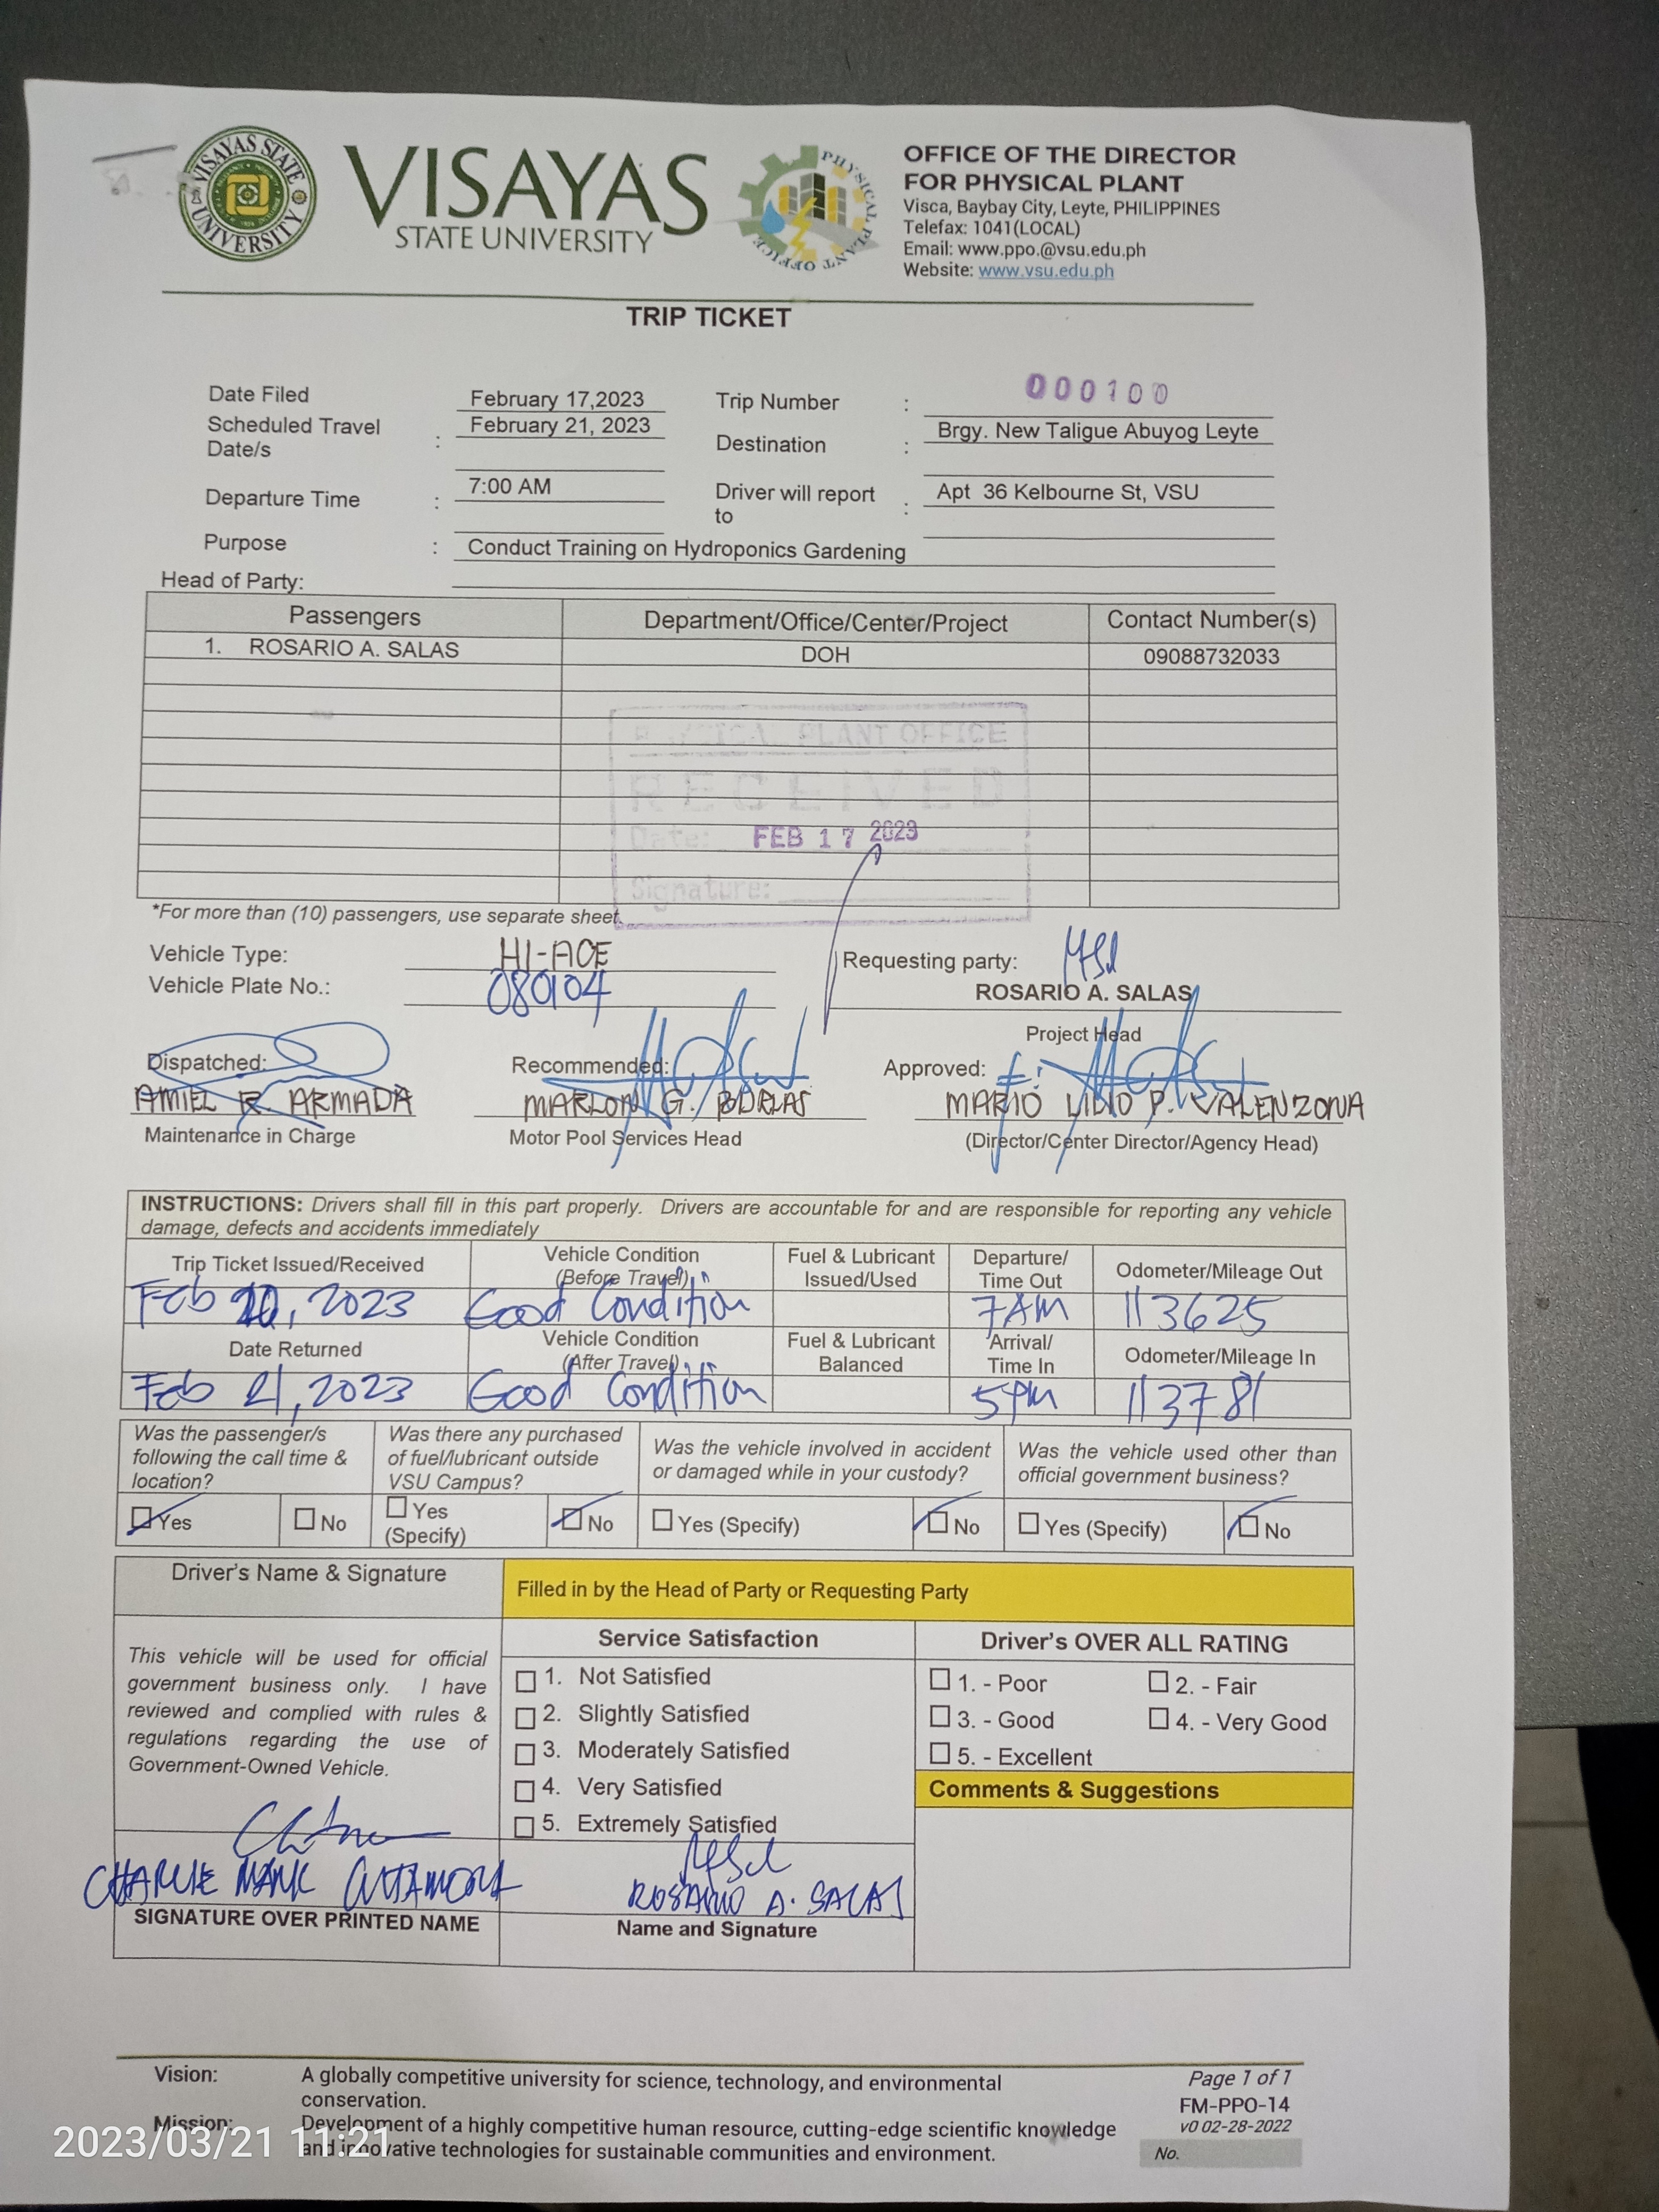 VISAYAS STATE UNIVERSITY
VISAYAS
STATE UNIVERSITY
PHYSICAL PLANT OFFICE
OFFICE OF THE DIRECTOR
FOR PHYSICAL PLANT
Visca, Baybay City, Leyte, PHILIPPINES
Telefax: 1041(LOCAL)
Email: www.ppo.@vsu.edu.ph
Website: www.vsu.edu.ph
TRIP TICKET
Date Filed February 17,2023 Trip Number : 000100
Scheduled Travel Date/s : February 21, 2023 Destination : Brgy. New Taligue Abuyog Leyte
Departure Time : 7:00 AM Driver will report to : Apt 36 Kelbourne St, VSU
Purpose : Conduct Training on Hydroponics Gardening
Head of Party:
Passengers Department/Office/Center/Project Contact Number(s)
1. ROSARIO A. SALAS DOH 09088732033
PHYSICAL PLANT OFFICE
RECEIVED
Date: FEB 17 2023
Signature:
*For more than (10) passengers, use separate sheet.
Vehicle Type: HI-ACE Requesting party:
Vehicle Plate No.: 080104 ROSARIO A. SALAS
Project Head
Dispatched: Recommended: Approved:
AMIEL R. ARMADA MARLON G. BURLAS MARIO LILIO P. VALENZONA
Maintenance in Charge Motor Pool Services Head (Director/Center Director/Agency Head)
INSTRUCTIONS: Drivers shall fill in this part properly. Drivers are accountable for and are responsible for reporting any vehicle
damage, defects and accidents immediately
Trip Ticket Issued/Received Vehicle Condition (Before Travel) Fuel & Lubricant Issued/Used Departure/ Time Out Odometer/Mileage Out
Feb 20, 2023 Good Condition 7AM 113625
Date Returned Vehicle Condition (After Travel) Fuel & Lubricant Balanced Arrival/ Time In Odometer/Mileage In
Feb 21, 2023 Good Condition 5PM 113781
Was the passenger/s following the call time & location? Was there any purchased of fuel/lubricant outside VSU Campus? Was the vehicle involved in accident or damaged while in your custody? Was the vehicle used other than official government business?
Yes No Yes (Specify) No Yes (Specify) No Yes (Specify) No
Driver's Name & Signature Filled in by the Head of Party or Requesting Party
This vehicle will be used for official
government business only. I have
reviewed and complied with rules &
regulations regarding the use of
Government-Owned Vehicle.
Service Satisfaction
1. Not Satisfied
2. Slightly Satisfied
3. Moderately Satisfied
4. Very Satisfied
5. Extremely Satisfied
Driver's OVER ALL RATING
1. - Poor 2. - Fair
3. - Good 4. - Very Good
5. - Excellent
Comments & Suggestions
CHARLIE MARK ROSARIO A. SALAS
SIGNATURE OVER PRINTED NAME Name and Signature
Vision: A globally competitive university for science, technology, and environmental
conservation.
Mission: Development of a highly competitive human resource, cutting-edge scientific knowledge
and innovative technologies for sustainable communities and environment.
Page 1 of 1
FM-PPO-14
v0 02-28-2022
No.
2023/03/21 11:21